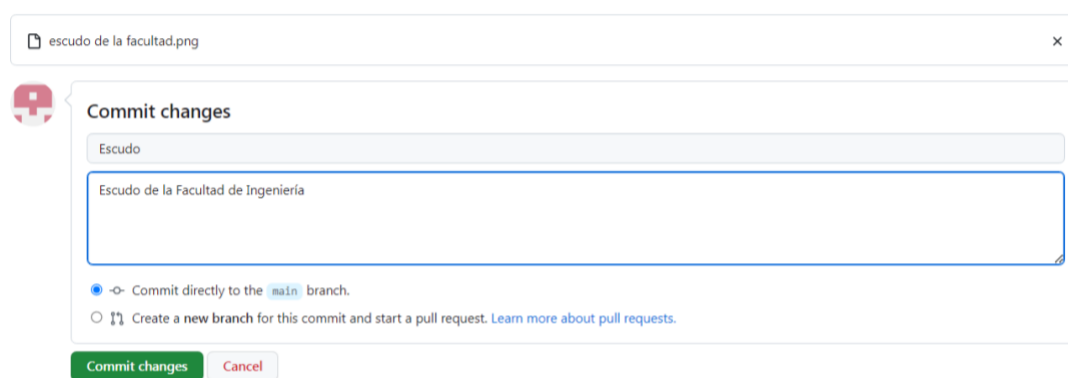 escudo de la facultad.png
Commit changes
Escudo
Escudo de la Facultad de Ingeniería
Commit directly to the main branch.
Create a new branch for this commit and start a pull request. Learn more about pull requests.
Commit changes Cancel